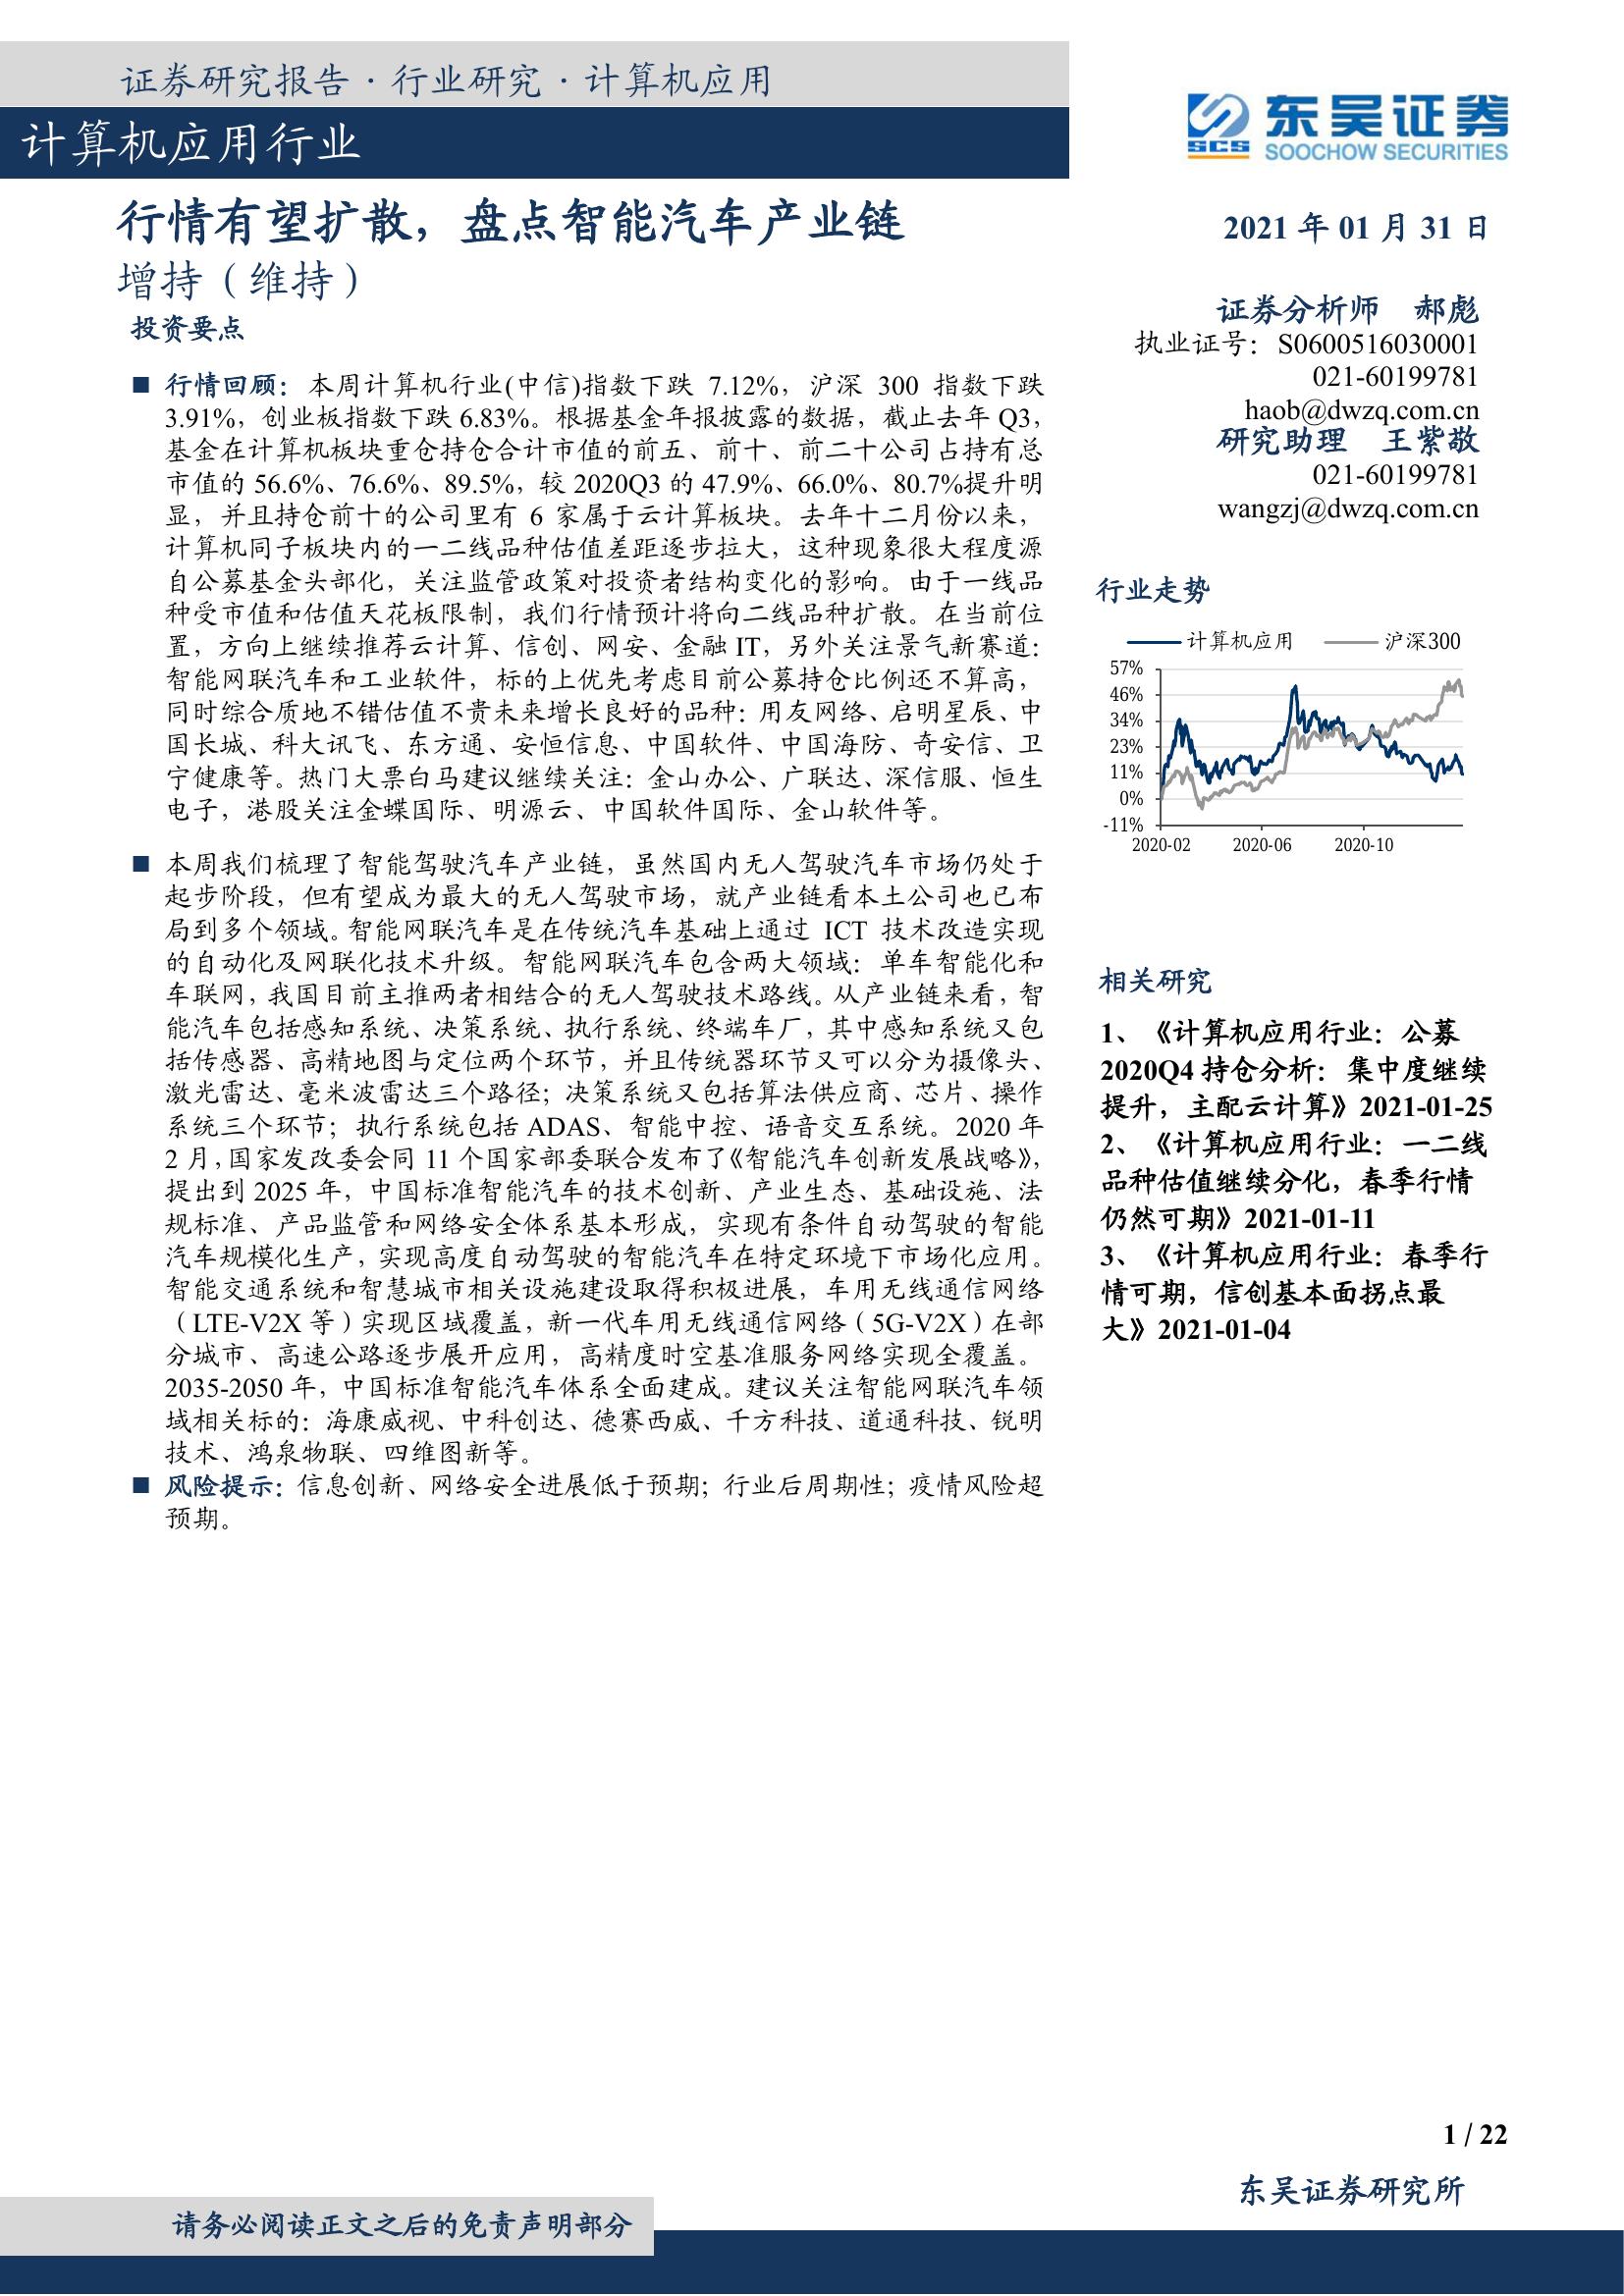 证券研究报告·行业研究·计算机应用
计算机应用行业
东吴证券
SCS
SOOCHOW SECURITIES
行情有望扩散，盘点智能汽车产业链
增持（维持）
投资要点
■ 行情回顾：本周计算机行业(中信)指数下跌 7.12%，沪深 300 指数下跌
3.91%，创业板指数下跌 6.83%。根据基金年报披露的数据，截止去年 Q3，
基金在计算机板块重仓持仓合计市值的前五、前十、前二十公司占持有总
市值的 56.6%、76.6%、89.5%，较 2020Q3 的 47.9%、66.0%、80.7%提升明
显，并且持仓前十的公司里有 6 家属于云计算板块。去年十二月份以来，
计算机同子板块内的一二线品种估值差距逐步拉大，这种现象很大程度源
自公募基金头部化，关注监管政策对投资者结构变化的影响。由于一线品
种受市值和估值天花板限制，我们行情预计将向二线品种扩散。在当前位
置，方向上继续推荐云计算、信创、网安、金融 IT，另外关注景气新赛道：
智能网联汽车和工业软件，标的上优先考虑目前公募持仓比例还不算高，
同时综合质地不错估值不贵未来增长良好的品种：用友网络、启明星辰、中
国长城、科大讯飞、东方通、安恒信息、中国软件、中国海防、奇安信、卫
宁健康等。热门大票白马建议继续关注：金山办公、广联达、深信服、恒生
电子，港股关注金蝶国际、明源云、中国软件国际、金山软件等。
■ 本周我们梳理了智能驾驶汽车产业链，虽然国内无人驾驶汽车市场仍处于
起步阶段，但有望成为最大的无人驾驶市场，就产业链看本土公司也已布
局到多个领域。智能网联汽车是在传统汽车基础上通过 ICT 技术改造实现
的自动化及网联化技术升级。智能网联汽车包含两大领域：单车智能化和
车联网，我国目前主推两者相结合的无人驾驶技术路线。从产业链来看，智
能汽车包括感知系统、决策系统、执行系统、终端车厂，其中感知系统又包
括传感器、高精地图与定位两个环节，并且传统器环节又可以分为摄像头、
激光雷达、毫米波雷达三个路径；决策系统又包括算法供应商、芯片、操作
系统三个环节；执行系统包括 ADAS、智能中控、语音交互系统。2020 年
2 月，国家发改委会同 11 个国家部委联合发布了《智能汽车创新发展战略》，
提出到 2025 年，中国标准智能汽车的技术创新、产业生态、基础设施、法
规标准、产品监管和网络安全体系基本形成，实现有条件自动驾驶的智能
汽车规模化生产，实现高度自动驾驶的智能汽车在特定环境下市场化应用。
智能交通系统和智慧城市相关设施建设取得积极进展，车用无线通信网络
（LTE-V2X 等）实现区域覆盖，新一代车用无线通信网络（5G-V2X）在部
分城市、高速公路逐步展开应用，高精度时空基准服务网络实现全覆盖。
2035-2050 年，中国标准智能汽车体系全面建成。建议关注智能网联汽车领
域相关标的：海康威视、中科创达、德赛西威、千方科技、道通科技、锐明
技术、鸿泉物联、四维图新等。
■ 风险提示：信息创新、网络安全进展低于预期；行业后周期性；疫情风险超
预期。
2021 年 01 月 31 日
证券分析师 郝彪
执业证号：S0600516030001
021-60199781
haob@dwzq.com.cn
研究助理 王紫敬
021-60199781
wangzj@dwzq.com.cn
行业走势
计算机应用 沪深300
57%
46%
34%
23%
11%
0%
-11%
2020-02 2020-06 2020-10
相关研究
1、《计算机应用行业：公募
2020Q4 持仓分析：集中度继续
提升，主配云计算》2021-01-25
2、《计算机应用行业：一二线
品种估值继续分化，春季行情
仍然可期》2021-01-11
3、《计算机应用行业：春季行
情可期，信创基本面拐点最
大》2021-01-04
1 / 22
东吴证券研究所
请务必阅读正文之后的免责声明部分